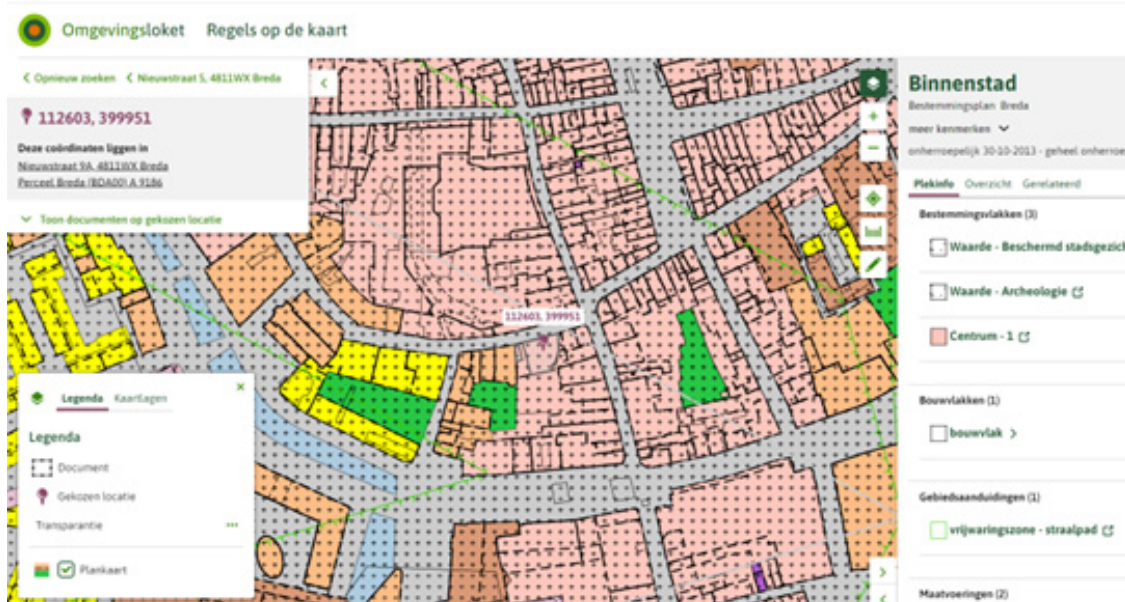 Omgevingsloket Regels op de kaart
Opnieuw zoeken Nieuwstraat 5, 4811WX Breda
112603, 399951
Deze coördinaten liggen in
Nieuwstraat 9A, 4811WX Breda
Perceel Breda (BDA00) A 9186
Toon documenten op gekozen locatie
112603, 399951
Legenda Kaartlagen
Legenda
Document
Gekozen locatie
Transparantie
Plankaart
Binnenstad
Bestemmingsplan Breda
meer kenmerken
onherroepelijk 30-10-2013 - geheel onherroe
Plekinfo Overzicht Gerelateerd
Bestemmingsvlakken (3)
Waarde - Beschermd stadsgezich
Waarde - Archeologie
Centrum - 1
Bouwvlakken (1)
bouwvlak
Gebiedsaanduidingen (1)
vrijwaringszone - straalpad
Maatvoeringen (2)